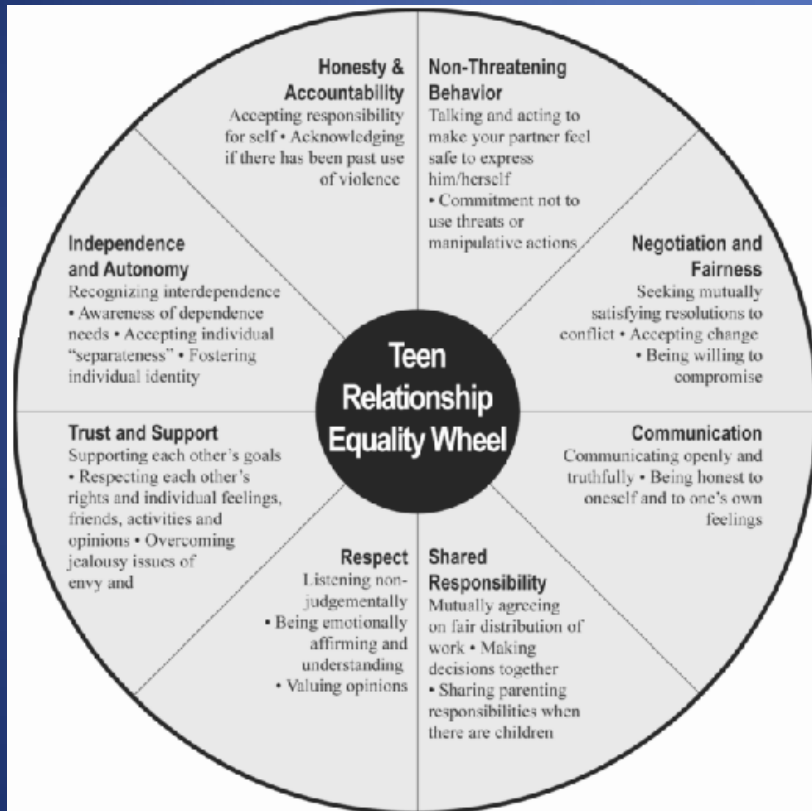 Honesty &
Accountability
Accepting responsibility
for self • Acknowledging
if there has been past use
of violence
Non-Threatening
Behavior
Talking and acting to
make your partner feel
safe to express
him/herself
• Commitment not to
use threats or
manipulative actions
Negotiation and
Fairness
Seeking mutually
satisfying resolutions to
conflict • Accepting change
• Being willing to
compromise
Communication
Communicating openly and
truthfully • Being honest to
oneself and to one's own
feelings
Shared
Responsibility
Mutually agreeing
on fair distribution of
work • Making
decisions together
• Sharing parenting
responsibilities when
there are children
Respect
Listening non-
judgementally
• Being emotionally
affirming and
understanding
• Valuing opinions
Trust and Support
Supporting each other's goals
• Respecting each other's
rights and individual feelings,
friends, activities and
opinions • Overcoming
jealousy issues of
envy and
Independence
and Autonomy
Recognizing interdependence
• Awareness of dependence
needs • Accepting individual
“separateness” • Fostering
individual identity
Teen
Relationship
Equality Wheel